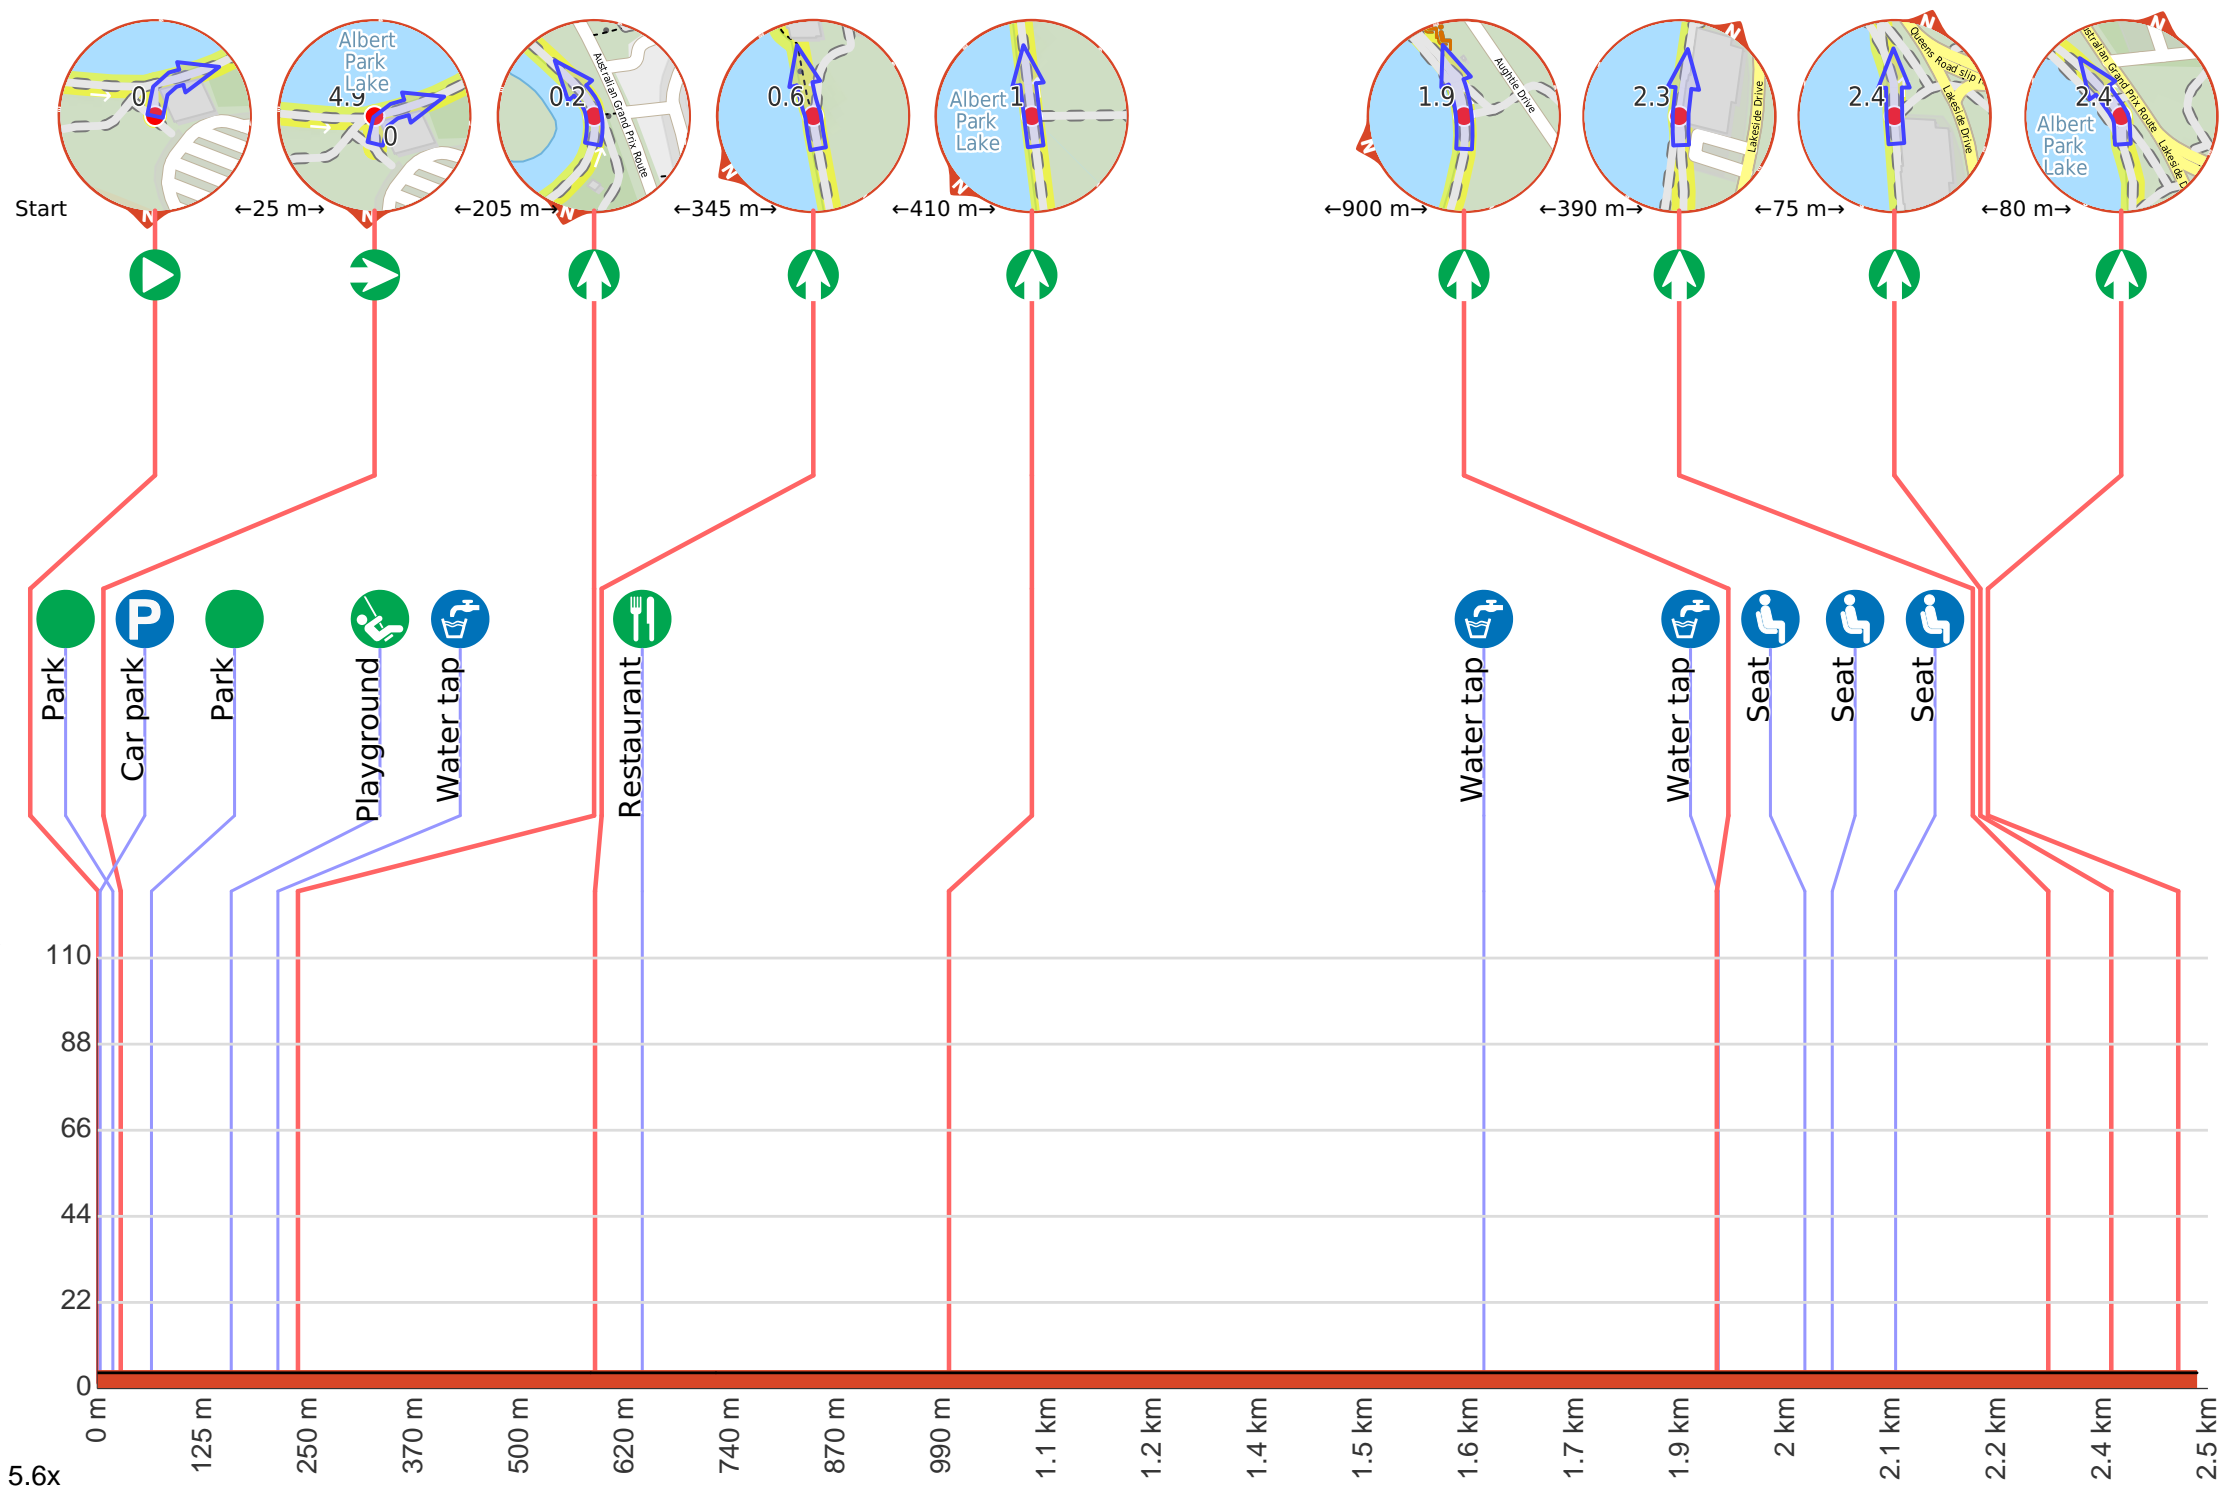 Albert
Park
Lake
0
4.9
0
Australian Grand Prix Route
0.2
0.6
Albert
Park
Lake
1
Aughtie Drive
1.9
Lakeside Drive
2.3
Queens Road slip
Lakeside Drive
2.4
Australian Grand Prix Route
Lakeside D
2.4
Albert
Park
Lake
N
N
N
N
N
N
N
N
N
Start
←25 m→
←205 m→
←345 m→
←410 m→
←900 m→
←390 m→
←75 m→
←80 m→
P
Park
Car park
Park
Playground
Water tap
Restaurant
Water tap
Water tap
Seat
Seat
Seat
110
88
66
44
22
0
0 m
125 m
250 m
370 m
500 m
620 m
740 m
870 m
990 m
1.1 km
1.2 km
1.4 km
1.5 km
1.6 km
1.7 km
1.9 km
2 km
2.1 km
2.2 km
2.4 km
2.5 km
5.6x